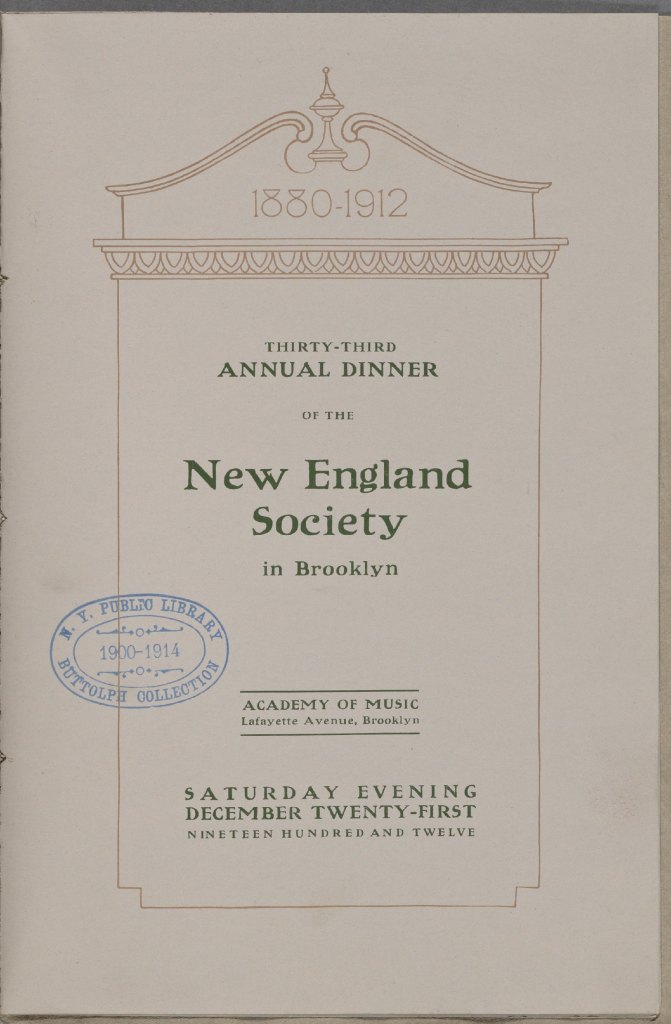 1880-1912
THIRTY-THIRD
ANNUAL DINNER
OF THE
New England
Society
in Brooklyn
N. Y. PUBLIC LIBRARY
1900-1914
BUTTOLPH COLLECTION
ACADEMY OF MUSIC
Lafayette Avenue, Brooklyn
SATURDAY EVENING
DECEMBER TWENTY-FIRST
NINETEEN HUNDRED AND TWELVE